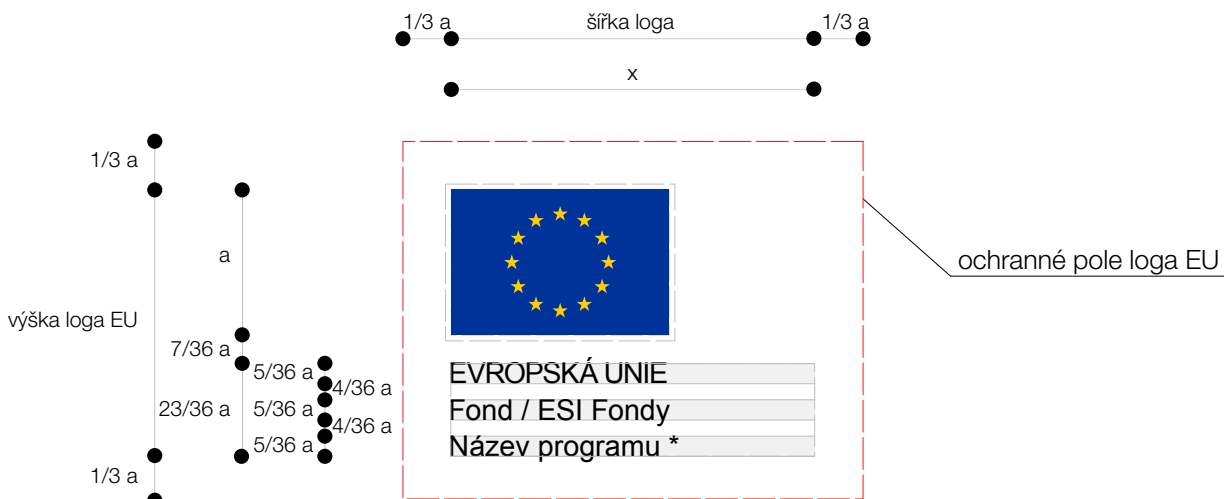 1/3 a
šířka loga
1/3 a
x
1/3 a
a
ochranné pole loga EU
výška loga EU
7/36 a
5/36 a
4/36 a
23/36 a
5/36 a
4/36 a
5/36 a
1/3 a
EVROPSKÁ UNIE
Fond / ESI Fondy
Název programu *